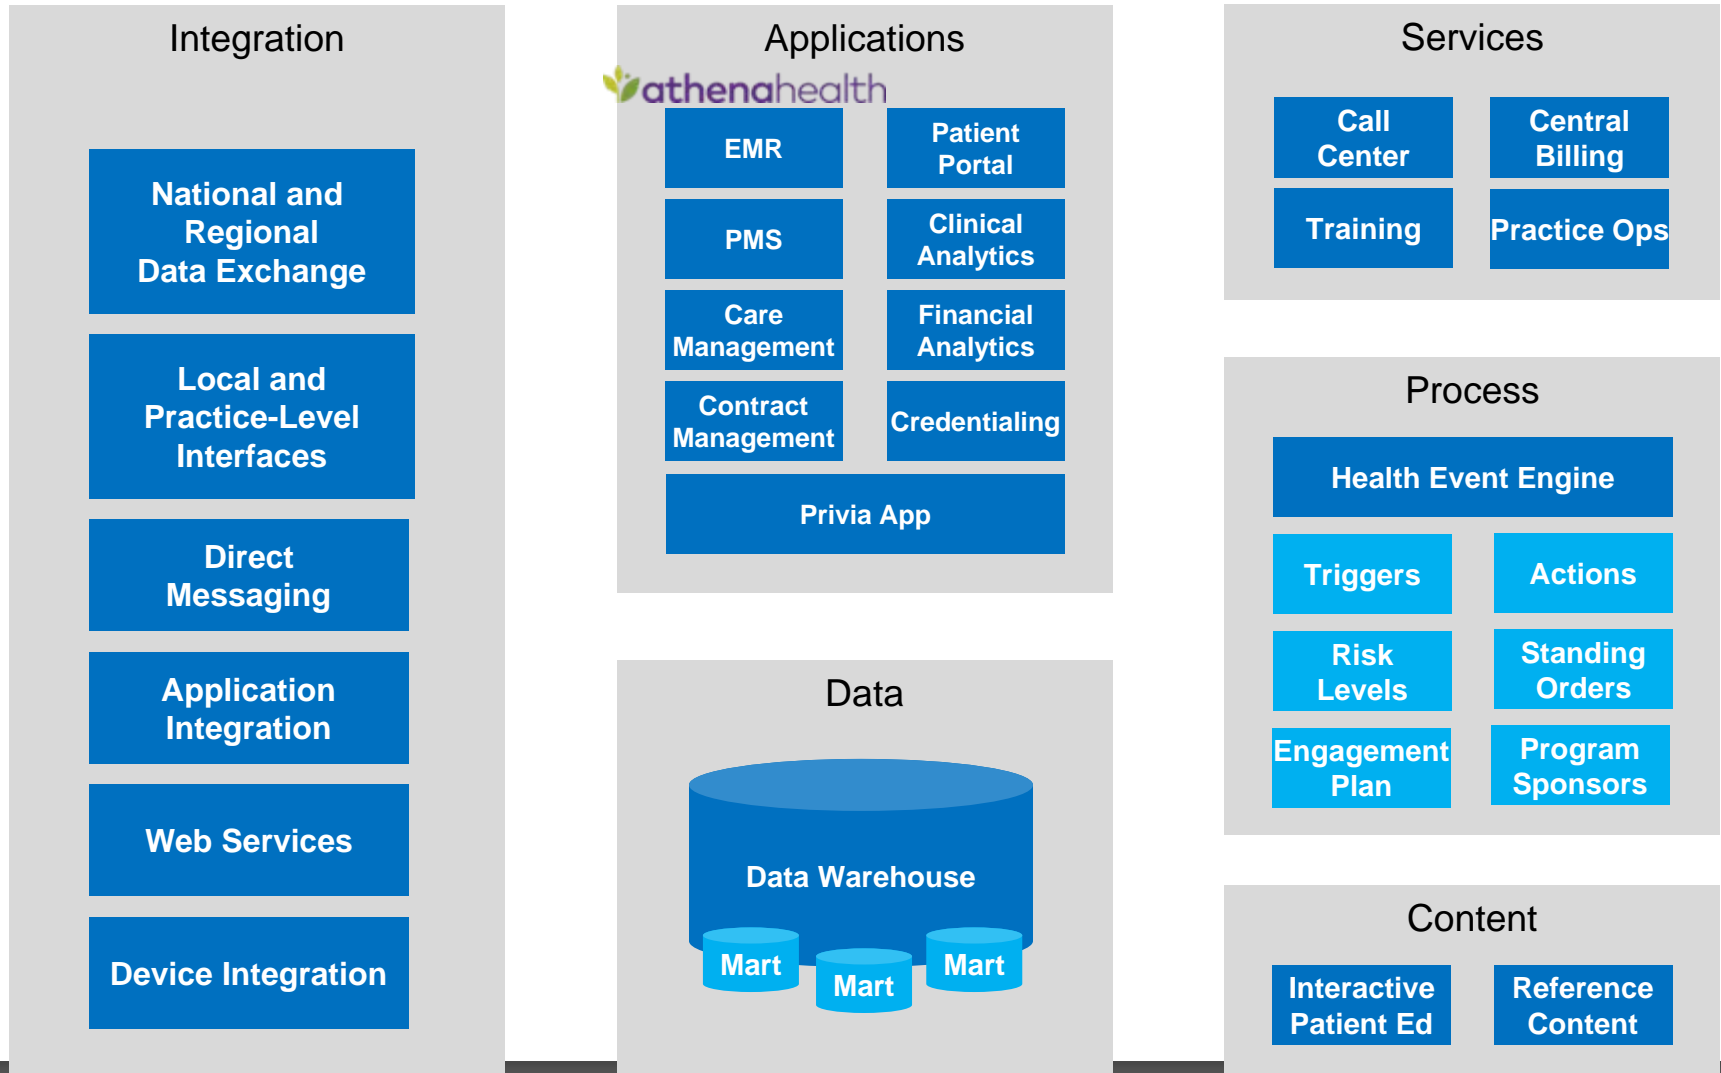 Integration
National and
Regional
Data Exchange
Local and
Practice-Level
Interfaces
Direct
Messaging
Application
Integration
Web Services
Device Integration
Applications
athenahealth
EMR
Patient
Portal
PMS
Clinical
Analytics
Care
Management
Financial
Analytics
Contract
Management
Credentialing
Privia App
Data
Data Warehouse
Mart
Mart
Mart
Services
Call
Center
Central
Billing
Training
Practice Ops
Process
Health Event Engine
Triggers
Actions
Risk
Levels
Standing
Orders
Engagement
Plan
Program
Sponsors
Content
Interactive
Patient Ed
Reference
Content